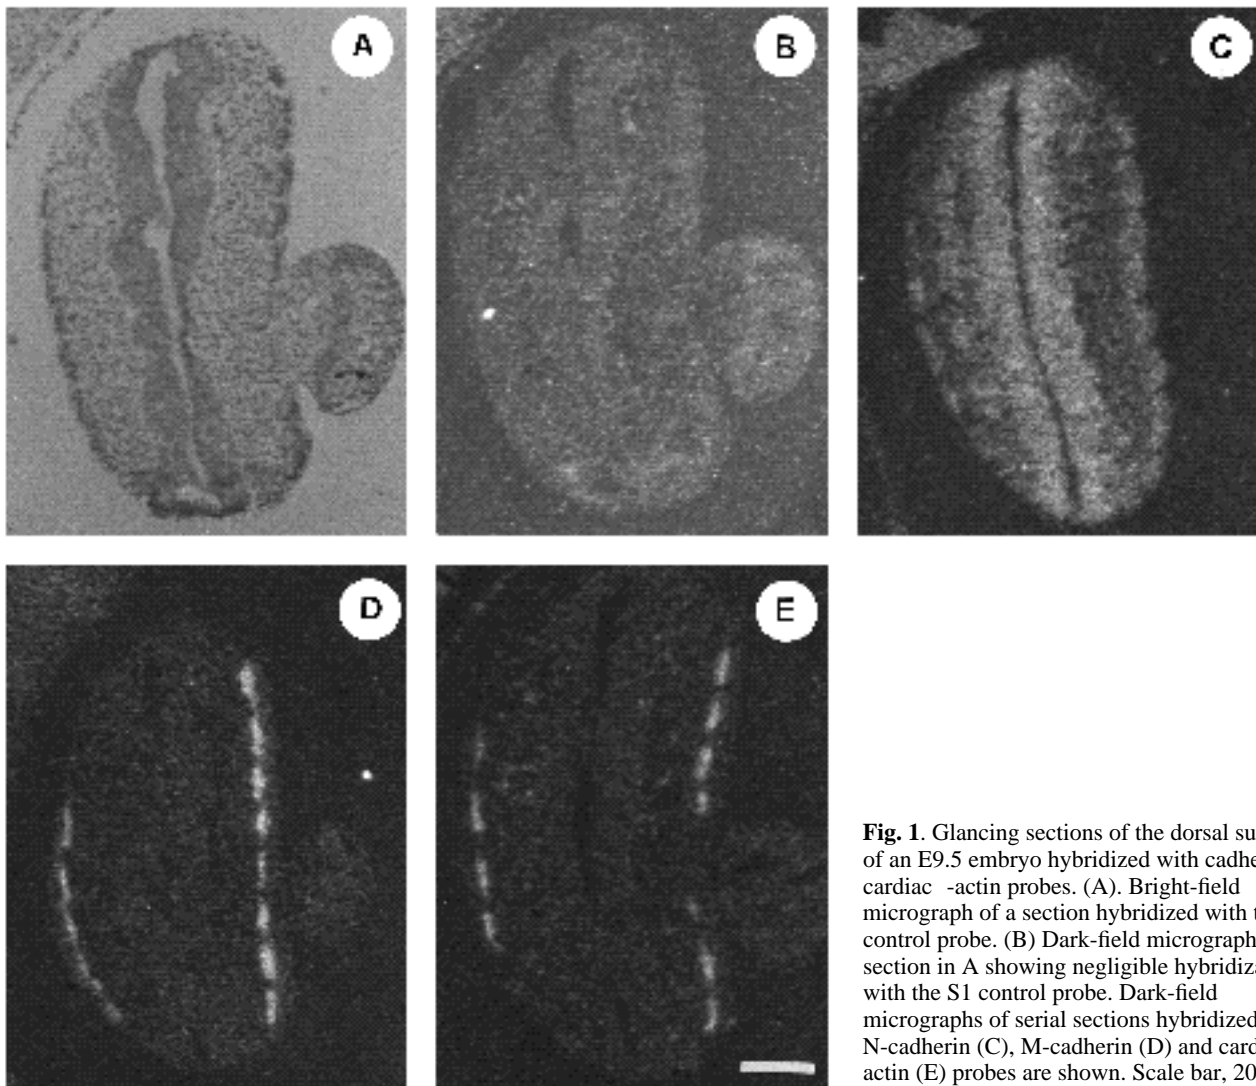 A
B
C
D
E
Fig. 1. Glancing sections of the dorsal su
of an E9.5 embryo hybridized with cadhe
cardiac -actin probes. (A). Bright-field
micrograph of a section hybridized with t
control probe. (B) Dark-field micrograph
section in A showing negligible hybridiza
with the S1 control probe. Dark-field
micrographs of serial sections hybridized
N-cadherin (C), M-cadherin (D) and card
actin (E) probes are shown. Scale bar, 20